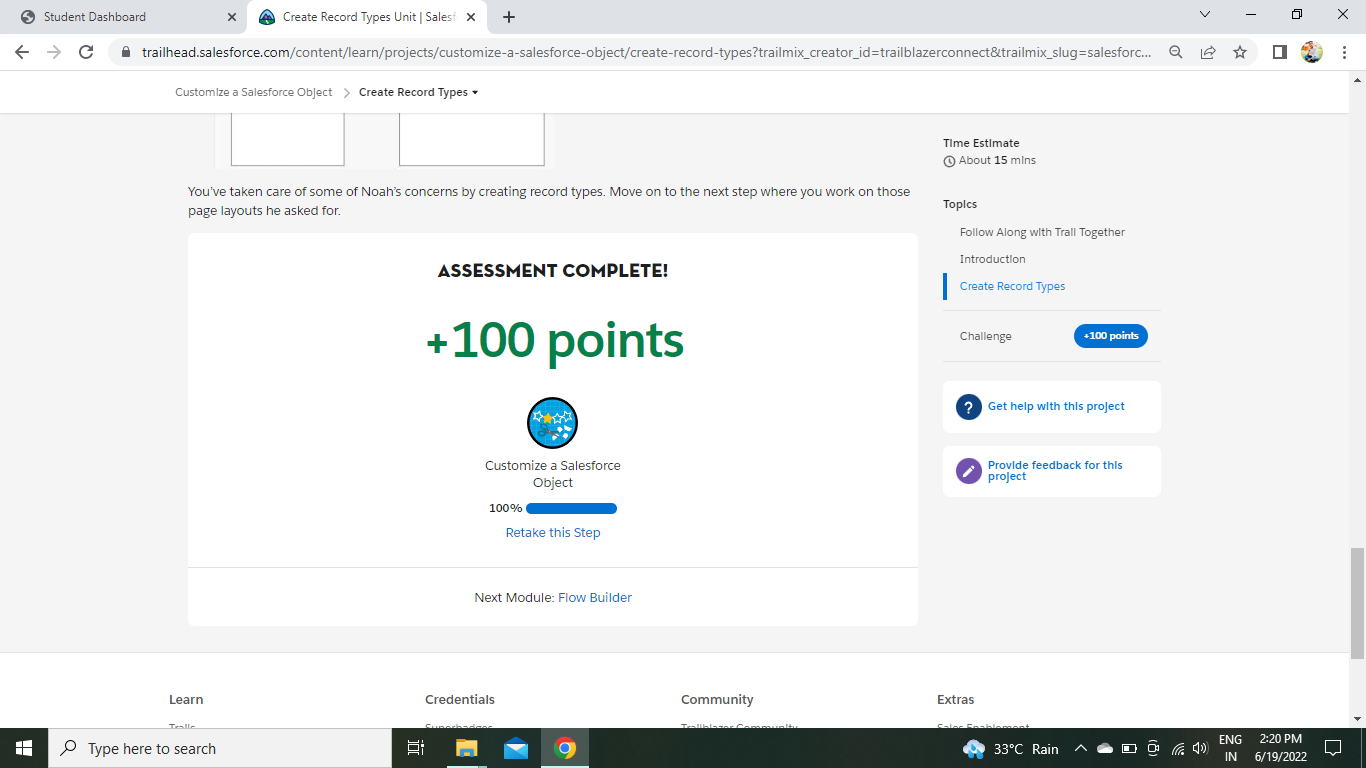 Student Dashboard
Create Record Types Unit | Salesf
trailhead.salesforce.com/content/learn/projects/customize-a-salesforce-object/create-record-types?trailmix_creator_id=trailblazerconnect&trailmix_slug=salesforc...
Customize a Salesforce Object
Create Record Types
You've taken care of some of Noah's concerns by creating record types. Move on to the next step where you work on those
page layouts he asked for.
ASSESSMENT COMPLETE!
+100 points
Customize a Salesforce
Object
100%
Retake this Step
Next Module: Flow Builder
Time Estimate
About 15 mins
Topics
Follow Along with Trail Together
Introduction
Create Record Types
Challenge
+100 points
Get help with this project
Provide feedback for this
project
Learn
Credentials
Community
Extras
Trails
Superbadges
Trailblazer Community
Sales Enablement
Type here to search
33°C Rain
ENG
IN
2:20 PM
6/19/2022